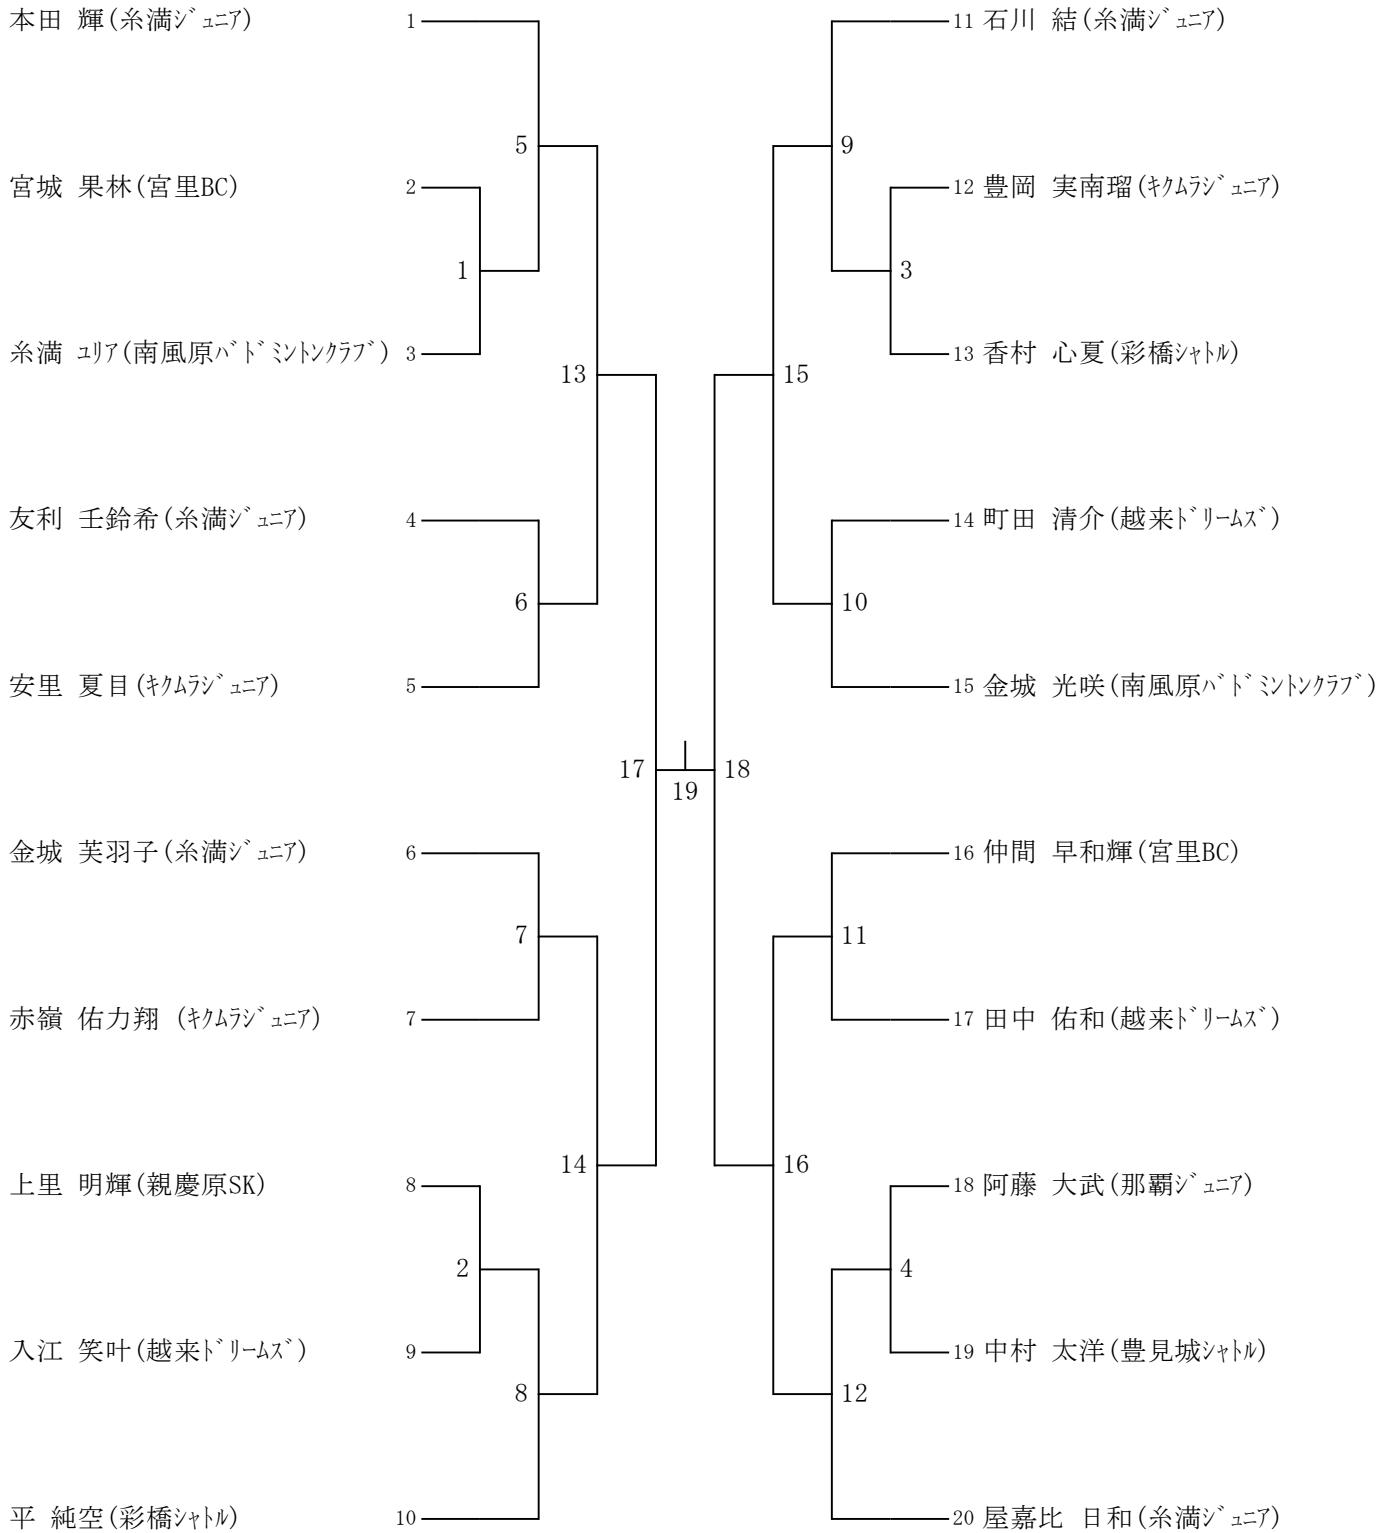 本田 輝(糸満ｼﾞｭﾆｱ) 1
11 石川 結(糸満ｼﾞｭﾆｱ)
5
9
宮城 果林(宮里BC) 2
12 豊岡 実南瑠(ｷｸﾑﾗｼﾞｭﾆｱ)
1
3
糸満 ﾕﾘｱ(南風原ﾊﾞﾄﾞﾐﾝﾄﾝｸﾗﾌﾞ) 3
13 香村 心夏(彩橋ｼｬﾄﾙ)
13
15
友利 壬鈴希(糸満ｼﾞｭﾆｱ) 4
14 町田 清介(越来ﾄﾞﾘｰﾑｽﾞ)
6
10
安里 夏目(ｷｸﾑﾗｼﾞｭﾆｱ) 5
15 金城 光咲(南風原ﾊﾞﾄﾞﾐﾝﾄﾝｸﾗﾌﾞ)
17
18
19
金城 芙羽子(糸満ｼﾞｭﾆｱ) 6
16 仲間 早和輝(宮里BC)
7
11
赤嶺 佑力翔 (ｷｸﾑﾗｼﾞｭﾆｱ) 7
17 田中 佑和(越来ﾄﾞﾘｰﾑｽﾞ)
14
16
上里 明輝(親慶原SK) 8
18 阿藤 大武(那覇ｼﾞｭﾆｱ)
2
4
入江 笑叶(越来ﾄﾞﾘｰﾑｽﾞ) 9
19 中村 太洋(豊見城ｼｬﾄﾙ)
8
12
平 純空(彩橋ｼｬﾄﾙ) 10
20 屋嘉比 日和(糸満ｼﾞｭﾆｱ)